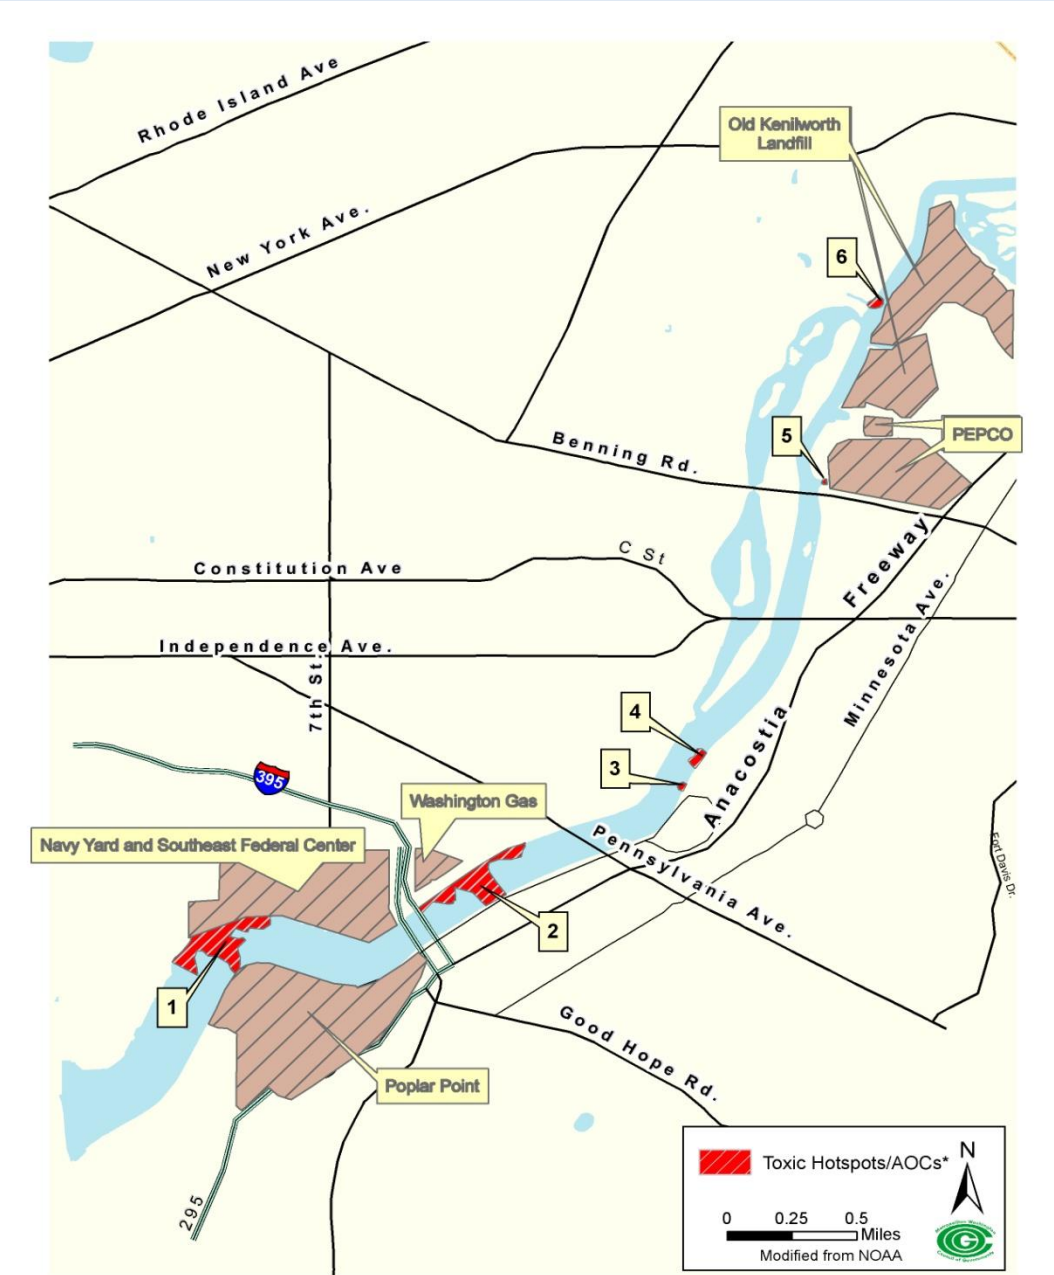 Rhode Island Ave
Old Kenilworth
Landfill
New York Ave.
6
5
PEPCO
Benning Rd.
C St
Constitution Ave
Freeway
Minnesota Ave.
Independence Ave.
7th St.
4
3
Anacostia
395
Washington Gas
Navy Yard and Southeast Federal Center
Pennsylvania Ave.
Fort Davis Dr.
2
1
Good Hope Rd.
Poplar Point
295
Toxic Hotspots/AOCs*
N
0 0.25 0.5
Miles
Modified from NOAA